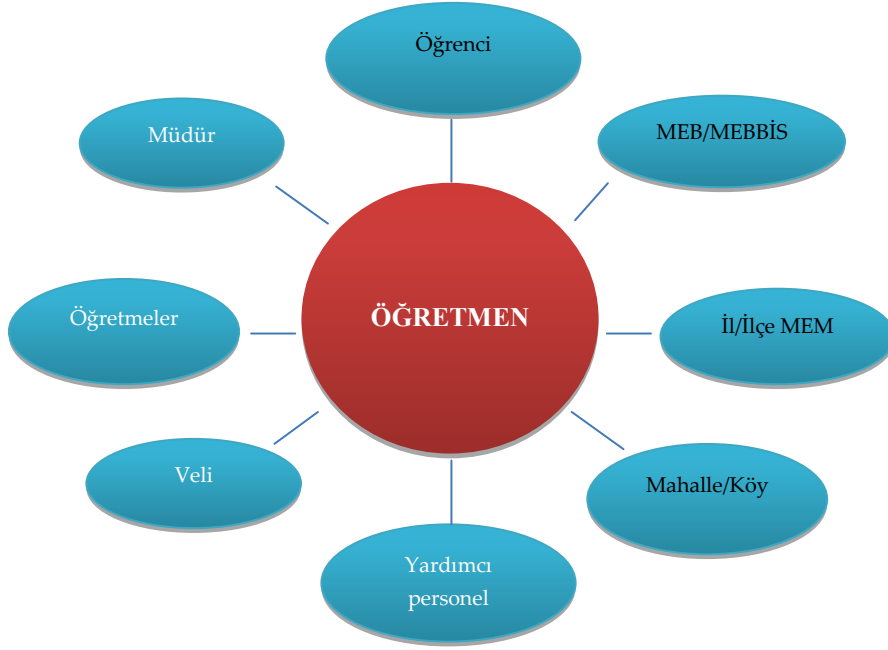 Öğrenci
Müdür
MEB/MEBBİS
Öğretmeler
ÖĞRETMEN
İl/İlçe MEM
Veli
Mahalle/Köy
Yardımcı
personel